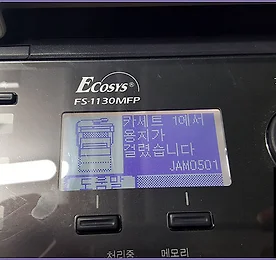 ECOSYS®
FS-1130MFP
카세트 1에서
용지가
걸렸습니다
JAM0501
도움말
처리중
메모리